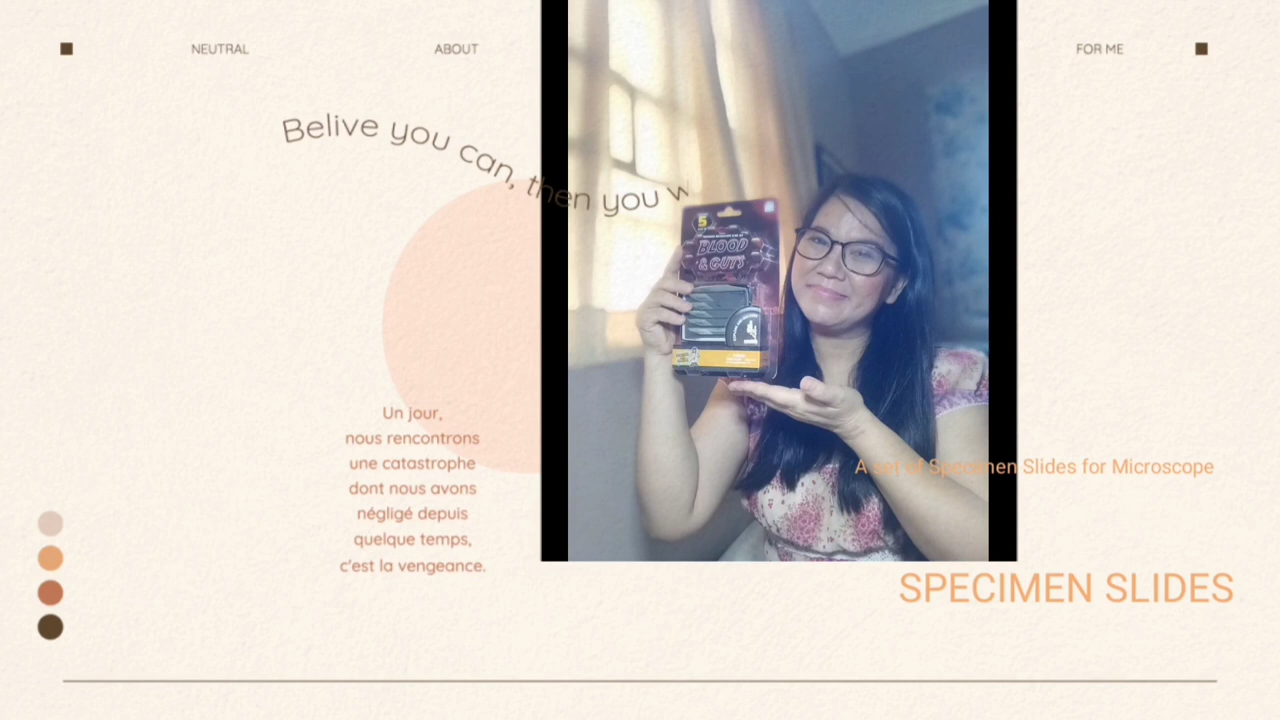 NEUTRAL
ABOUT
FOR ME
Belive you can, then you w
5
BLOOD
& GUTS
Un jour,
nous rencontrons
une catastrophe
dont nous avons
négligé depuis
quelque temps,
c'est la vengeance.
A set of Specimen Slides for Microscope
SPECIMEN SLIDES